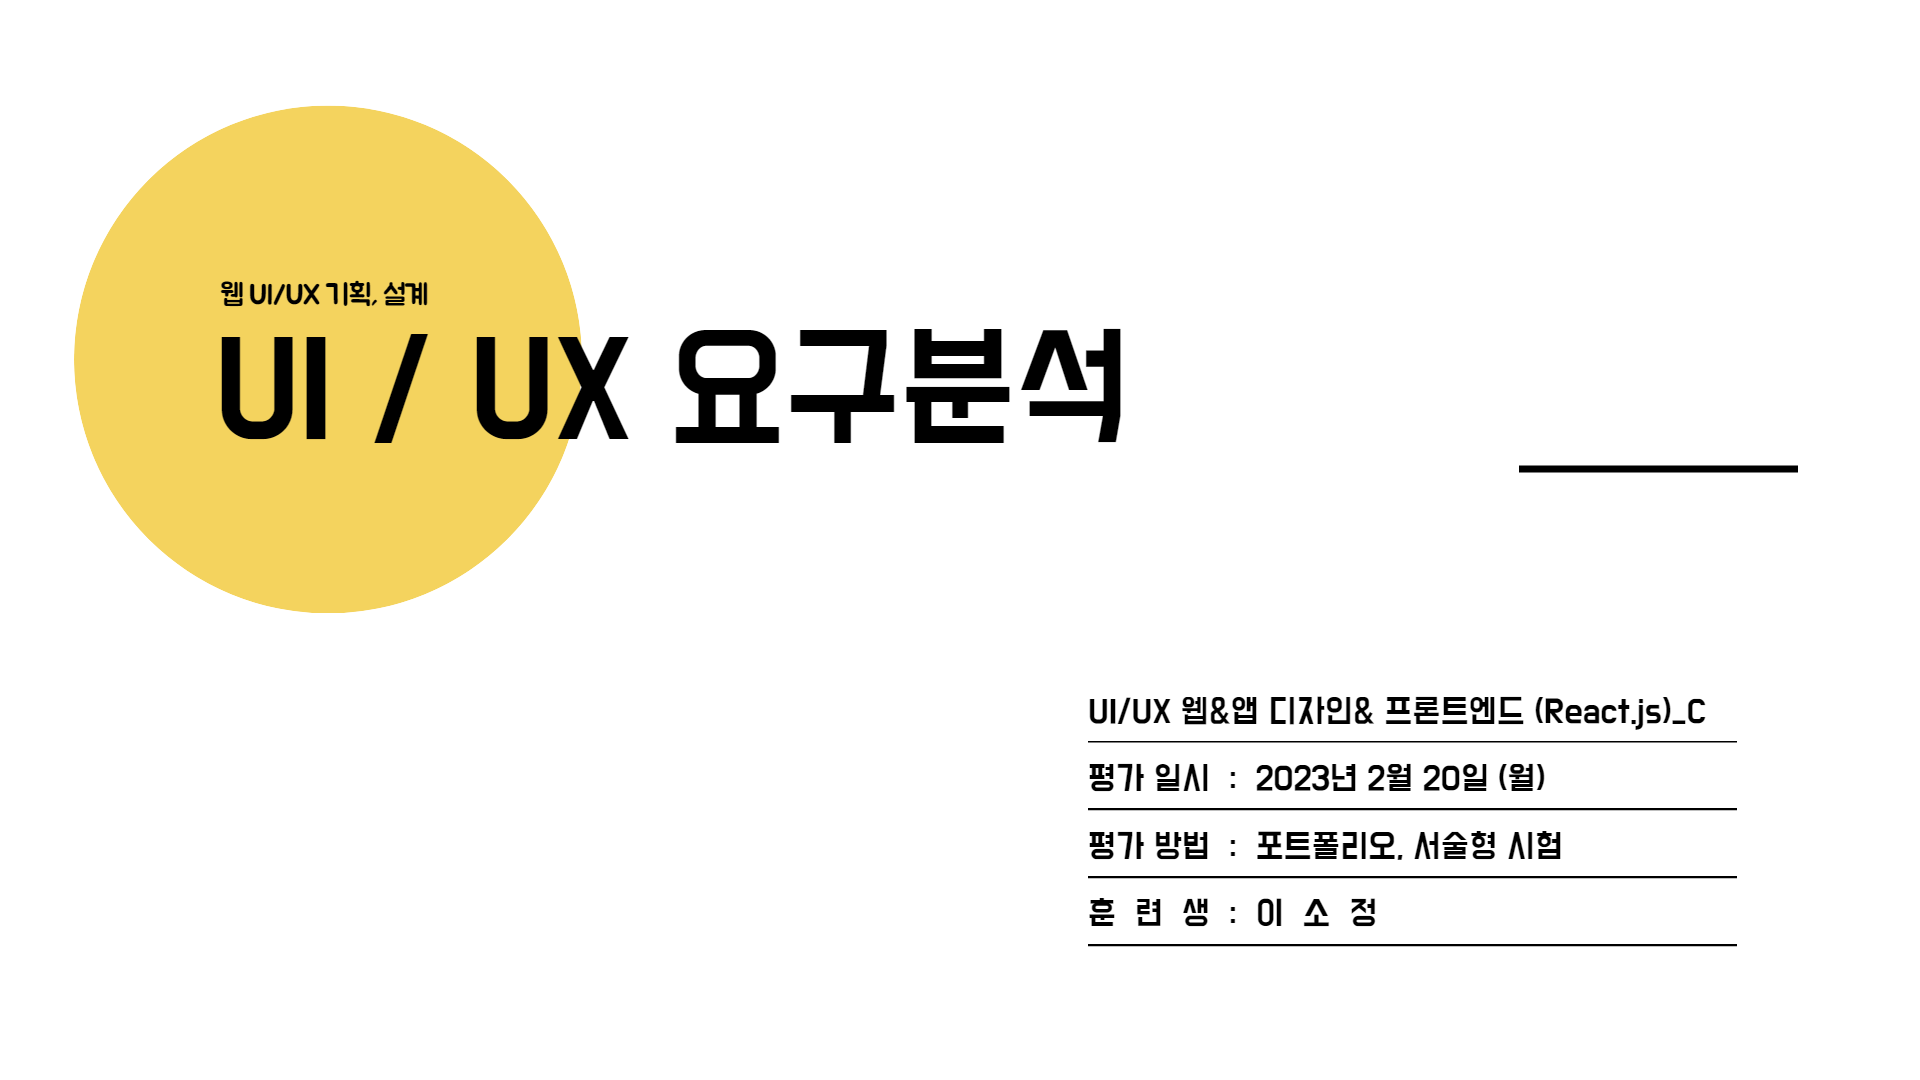 웹 UI/UX 기획, 설계
UI / UX 요구분석
UI/UX 웹&앱 디자인& 프론트엔드 (React.js)_C
평가 일시 : 2023년 2월 20일 (월)
평가 방법 : 포트폴리오, 서술형 시험
훈 련 생 : 이 소 정